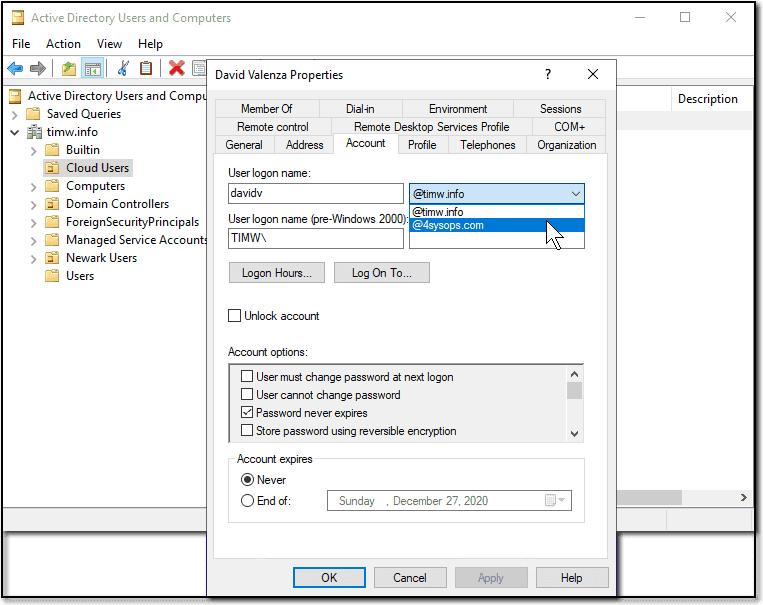 Active Directory Users and Computers
File Action View Help
Active Directory Users and Compu
Saved Queries
timw.info
Builtin
Cloud Users
Computers
Domain Controllers
ForeignSecurityPrincipals
Managed Service Accounts
Newark Users
Users
Description
David Valenza Properties
?
Member Of Dial-in Environment Sessions
Remote control Remote Desktop Services Profile COM+
General Address Account Profile Telephones Organization
User logon name:
davidv @timw.info
@timw.info
@4sysops.com
User logon name (pre-Windows 2000):
TIMW\
Logon Hours... Log On To...
Unlock account
Account options:
User must change password at next logon
User cannot change password
Password never expires
Store password using reversible encryption
Account expires
Never
End of: Sunday , December 27, 2020
OK Cancel Apply Help